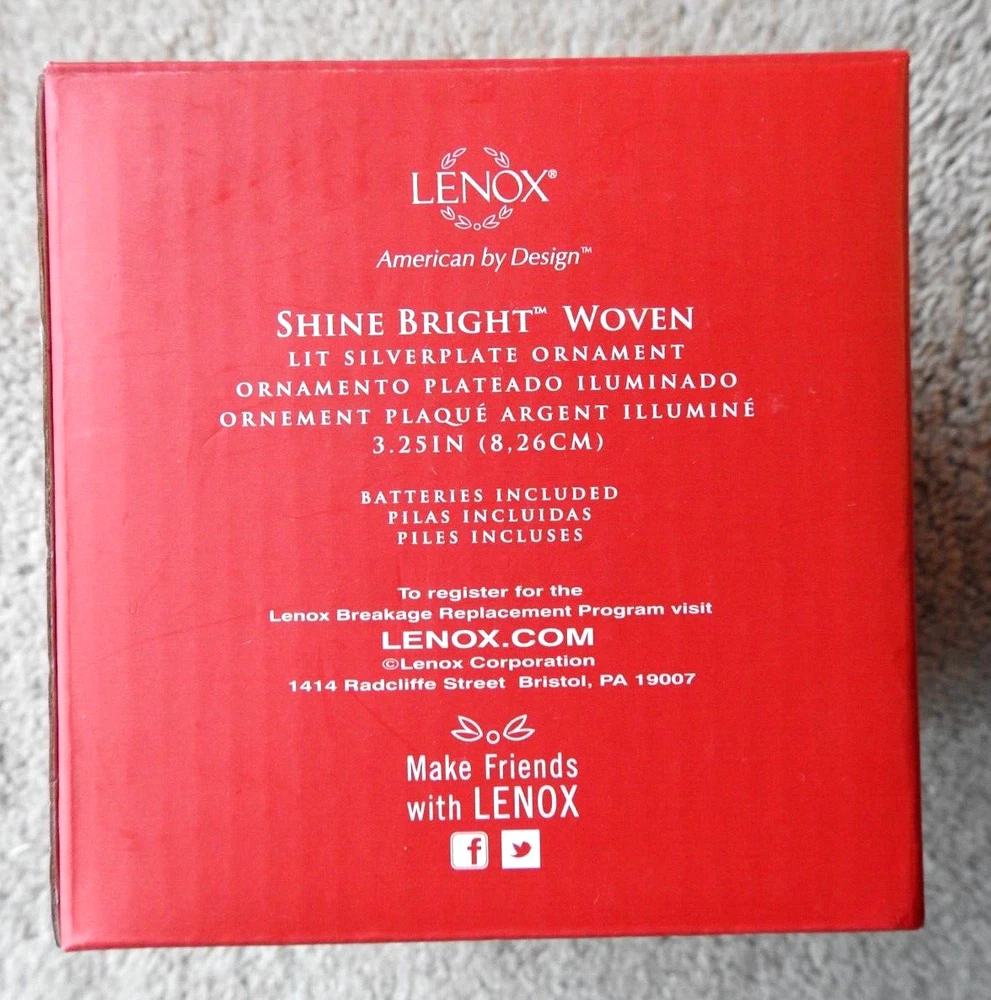 LENOX®
American by Design™
SHINE BRIGHT™ WOVEN
LIT SILVERPLATE ORNAMENT
ORNAMENTO PLATEADO ILUMINADO
ORNEMENT PLAQUÉ ARGENT ILLUMINÉ
3.25IN (8,26CM)
BATTERIES INCLUDED
PILAS INCLUIDAS
PILES INCLUSES
To register for the
Lenox Breakage Replacement Program visit
LENOX.COM
©Lenox Corporation
1414 Radcliffe Street Bristol, PA 19007
Make Friends
with LENOX
f